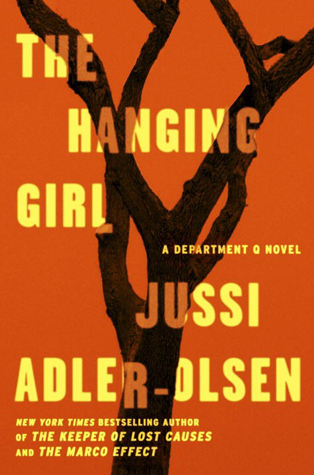 THE
HANGING
GIRL
A DEPARTMENT Q NOVEL
JUSSI
ADLER-OLSEN
NEW YORK TIMES BESTSELLING AUTHOR
OF THE KEEPER OF LOST CAUSES
AND THE MARCO EFFECT